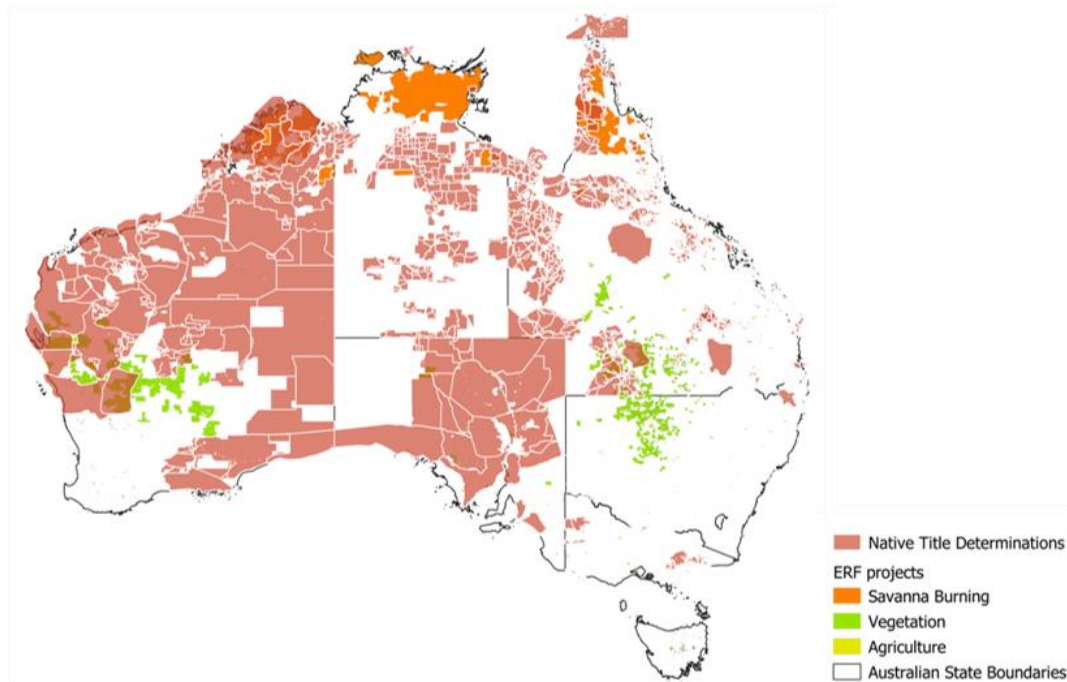 Native Title Determinations
ERF projects
Savanna Burning
Vegetation
Agriculture
Australian State Boundaries